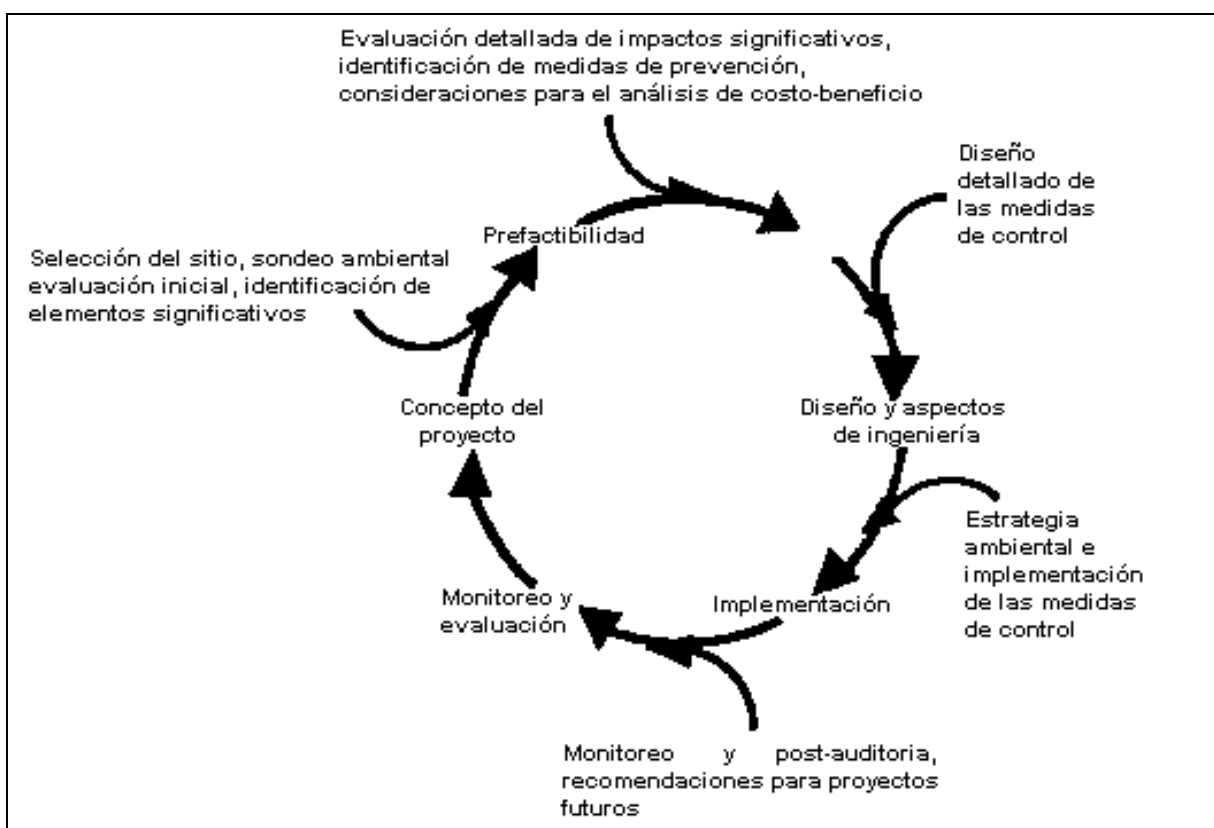 Evaluación detallada de impactos significativos,
identificación de medidas de prevención,
consideraciones para el análisis de costo-beneficio
Diseño
detallado de
las medidas
de control
Prefactibilidad
Selección del sitio, sondeo ambiental
evaluación inicial, identificación de
elementos significativos
Concepto del
proyecto
Diseño y aspectos
de ingeniería
Estrategia
ambiental e
implementación
de las medidas
de control
Implementación
Monitoreo y
evaluación
Monitoreo y post-auditoria,
recomendaciones para proyectos
futuros